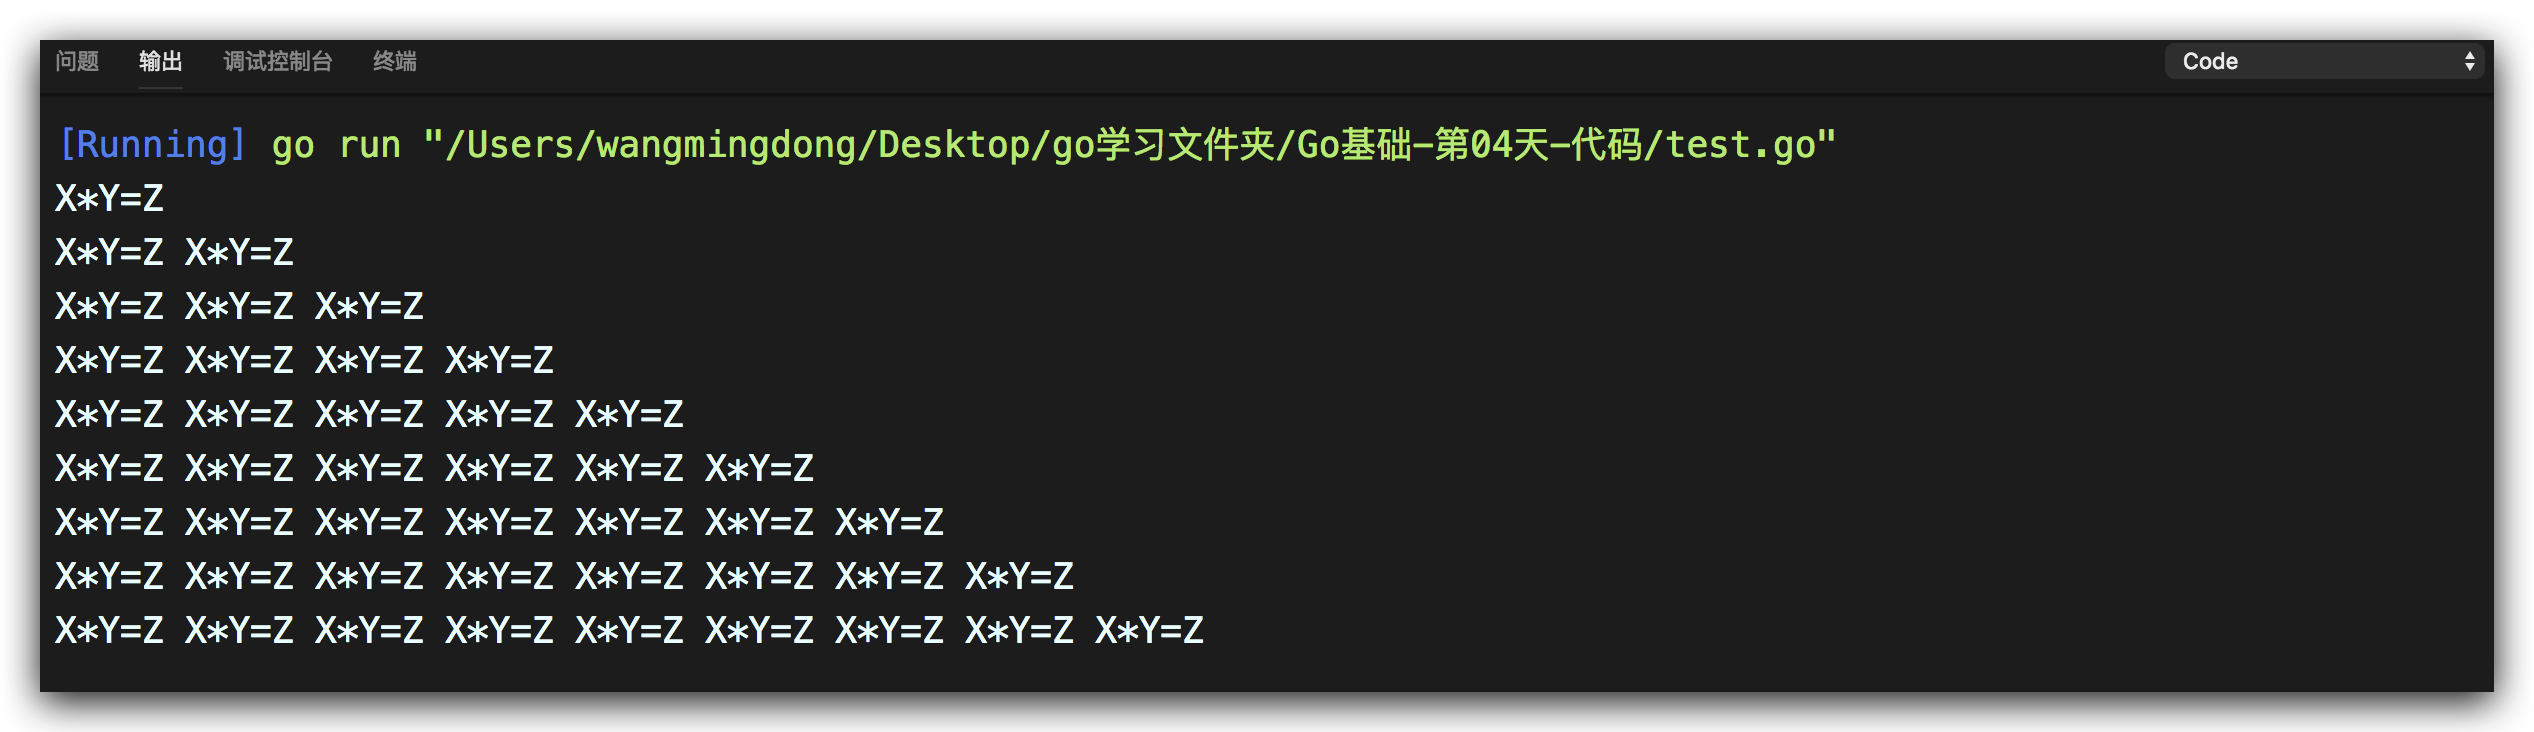 问题 输出 调试控制台 终端 Code
[Running] go run "/Users/wangmingdong/Desktop/go学习文件夹/Go基础-第04天-代码/test.go"
X*Y=Z
X*Y=Z X*Y=Z
X*Y=Z X*Y=Z X*Y=Z
X*Y=Z X*Y=Z X*Y=Z X*Y=Z
X*Y=Z X*Y=Z X*Y=Z X*Y=Z X*Y=Z
X*Y=Z X*Y=Z X*Y=Z X*Y=Z X*Y=Z X*Y=Z
X*Y=Z X*Y=Z X*Y=Z X*Y=Z X*Y=Z X*Y=Z X*Y=Z
X*Y=Z X*Y=Z X*Y=Z X*Y=Z X*Y=Z X*Y=Z X*Y=Z X*Y=Z
X*Y=Z X*Y=Z X*Y=Z X*Y=Z X*Y=Z X*Y=Z X*Y=Z X*Y=Z X*Y=Z